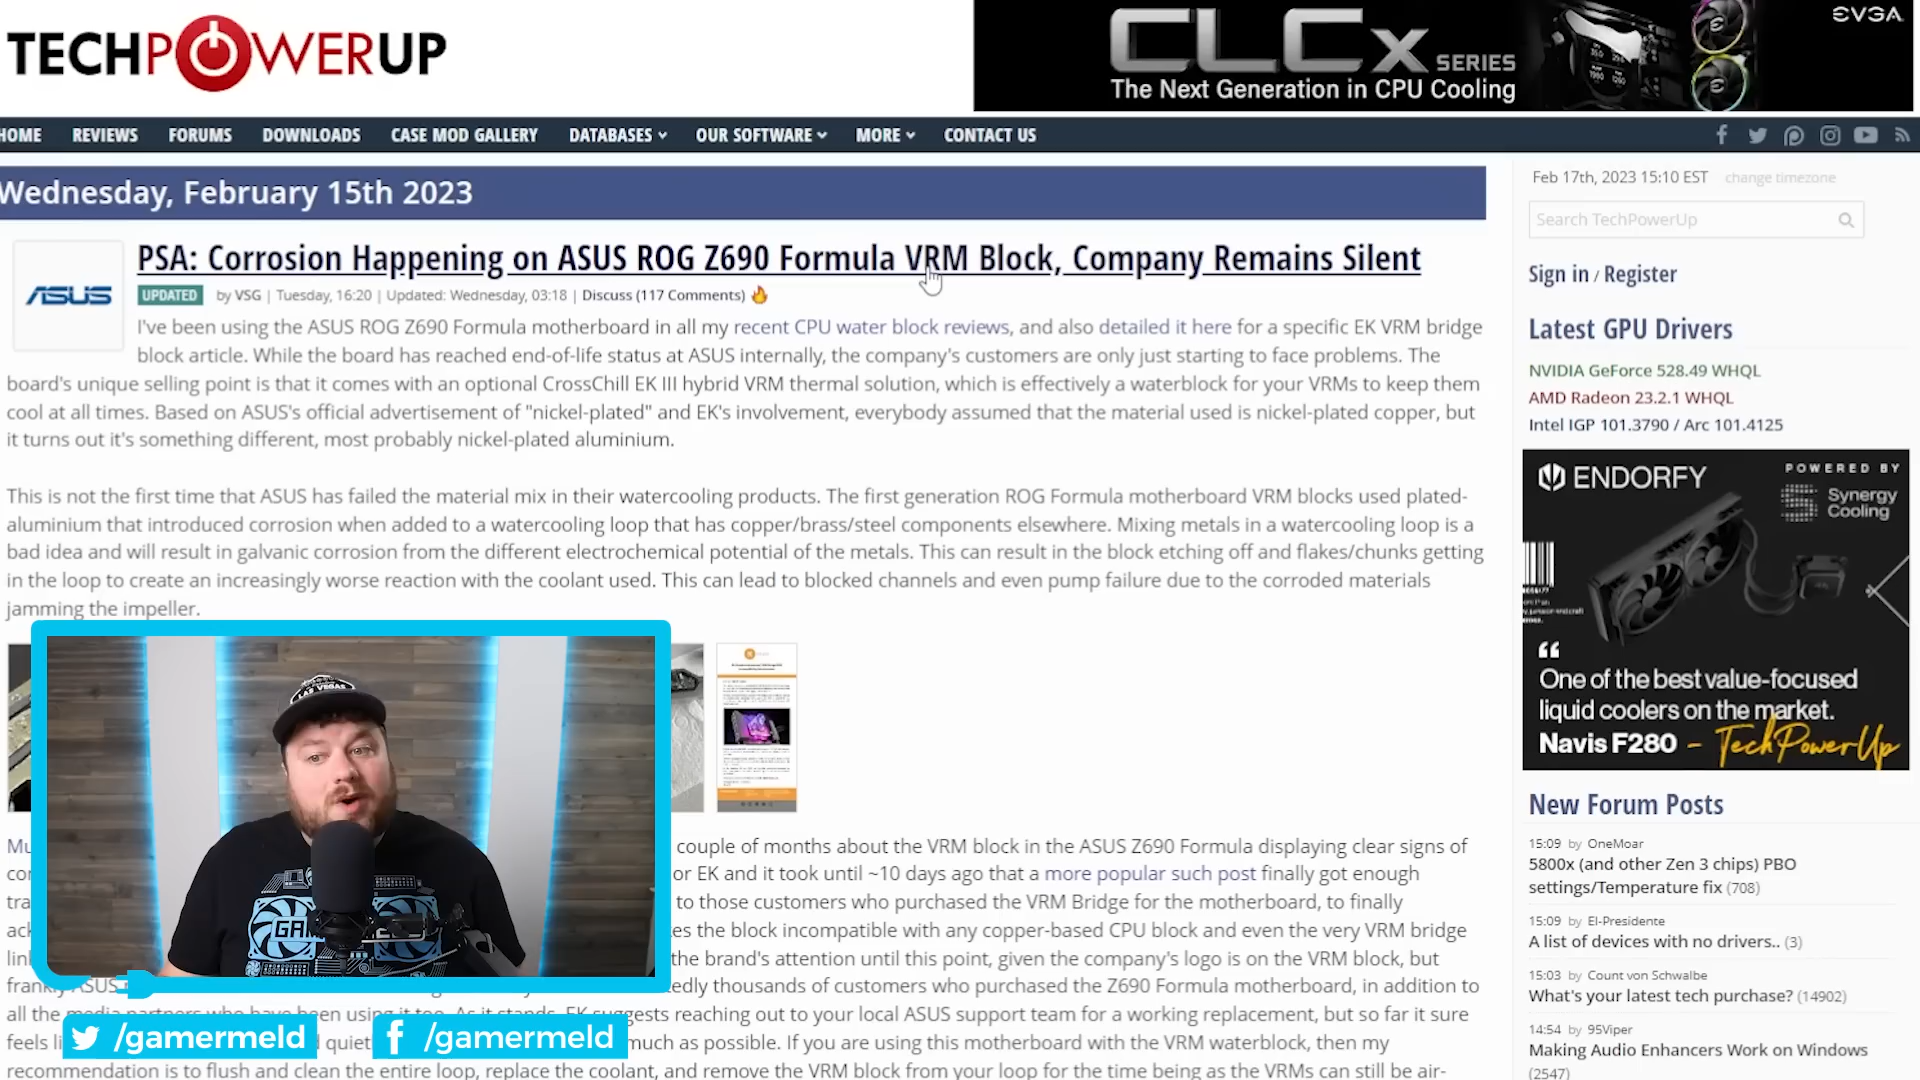 TECHPOWERUP
CLCx SERIES
The Next Generation in CPU Cooling
EVGA
HOME REVIEWS FORUMS DOWNLOADS CASE MOD GALLERY DATABASES OUR SOFTWARE MORE CONTACT US
Wednesday, February 15th 2023
PSA: Corrosion Happening on ASUS ROG Z690 Formula VRM Block, Company Remains Silent
ASUS
UPDATED by VSG | Tuesday, 16:20 | Updated: Wednesday, 03:18 | Discuss (117 Comments)
I've been using the ASUS ROG Z690 Formula motherboard in all my recent CPU water block reviews, and also detailed it here for a specific EK VRM bridge
block article. While the board has reached end-of-life status at ASUS internally, the company's customers are only just starting to face problems. The
board's unique selling point is that it comes with an optional CrossChill EK III hybrid VRM thermal solution, which is effectively a waterblock for your VRMs to keep them
cool at all times. Based on ASUS's official advertisement of "nickel-plated" and EK's involvement, everybody assumed that the material used is nickel-plated copper, but
it turns out it's something different, most probably nickel-plated aluminium.
This is not the first time that ASUS has failed the material mix in their watercooling products. The first generation ROG Formula motherboard VRM blocks used plated-
aluminium that introduced corrosion when added to a watercooling loop that has copper/brass/steel components elsewhere. Mixing metals in a watercooling loop is a
bad idea and will result in galvanic corrosion from the different electrochemical potential of the metals. This can result in the block etching off and flakes/chunks getting
in the loop to create an increasingly worse reaction with the coolant used. This can lead to blocked channels and even pump failure due to the corroded materials
jamming the impeller.
couple of months about the VRM block in the ASUS Z690 Formula displaying clear signs of
or EK and it took until ~10 days ago that a more popular such post finally got enough
to those customers who purchased the VRM Bridge for the motherboard, to finally
the block incompatible with any copper-based CPU block and even the very VRM bridge
the brand's attention until this point, given the company's logo is on the VRM block, but
frankly ASUS thousands of customers who purchased the Z690 Formula motherboard, in addition to
all the media partners who have been using it too. As it stands, EK suggests reaching out to your local ASUS support team for a working replacement, but so far it sure
feels quiet much as possible. If you are using this motherboard with the VRM waterblock, then my
recommendation is to flush and clean the entire loop, replace the coolant, and remove the VRM block from your loop for the time being as the VRMs can still be air-
LAS VEGAS
/gamermeld
/gamermeld
Feb 17th, 2023 15:10 EST change timezone
Search TechPowerUp
Sign in / Register
Latest GPU Drivers
NVIDIA GeForce 528.49 WHQL
AMD Radeon 23.2.1 WHQL
Intel IGP 101.3790 / Arc 101.4125
ENDORFY
POWERED BY
Synergy
Cooling
“
One of the best value-focused
liquid coolers on the market.
Navis F280 – TechPowerUp
New Forum Posts
15:09 by OneMoar
5800x (and other Zen 3 chips) PBO
settings/Temperature fix (708)
15:09 by El-Presidente
A list of devices with no drivers.. (3)
15:03 by Count von Schwalbe
What's your latest tech purchase? (14902)
14:54 by 95Viper
Making Audio Enhancers Work on Windows
(2547)